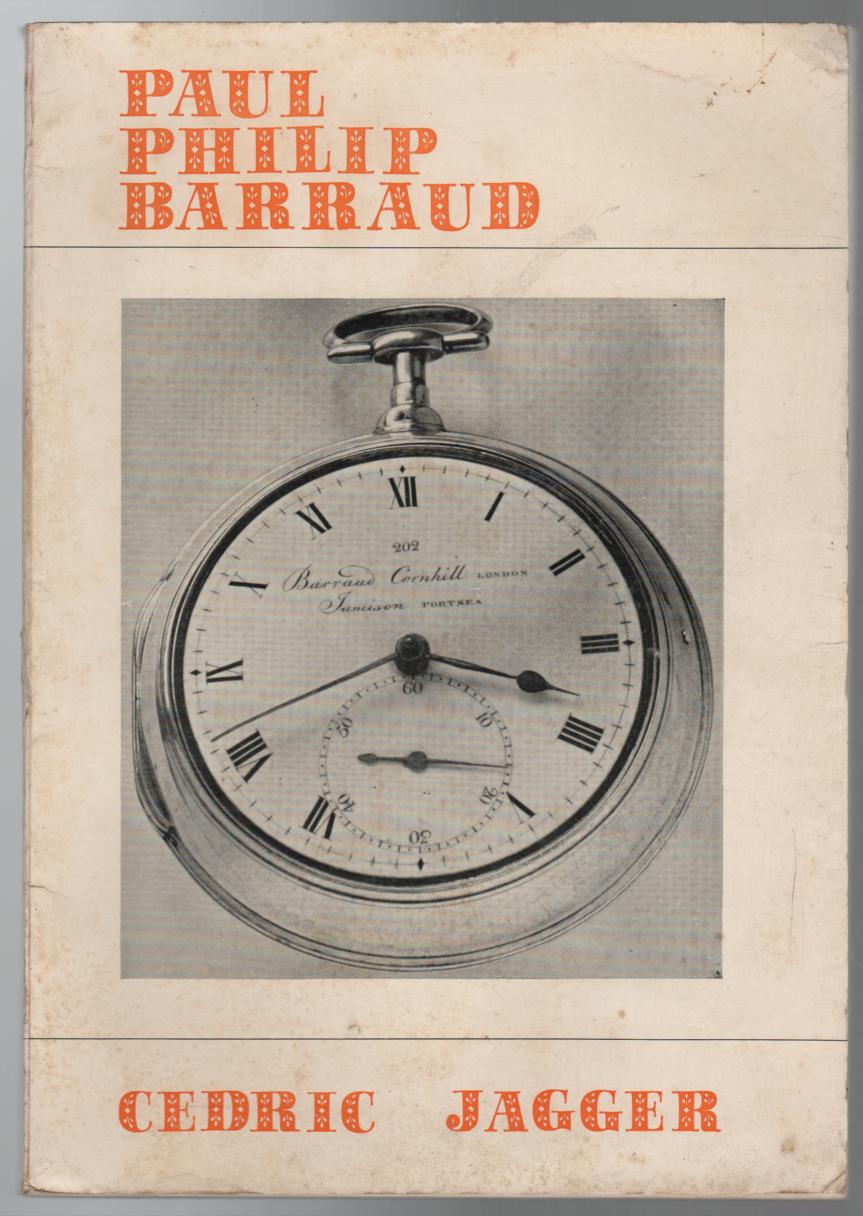 PAUL
PHILIP
BARRAUD
XII
XI
I
X
II
202
Barraud Cornhill LONDON
Jamison PORTSEA
IX
III
60
50
10
VIII
IIII
40
20
VII
V
30
CEDRIC JAGGER